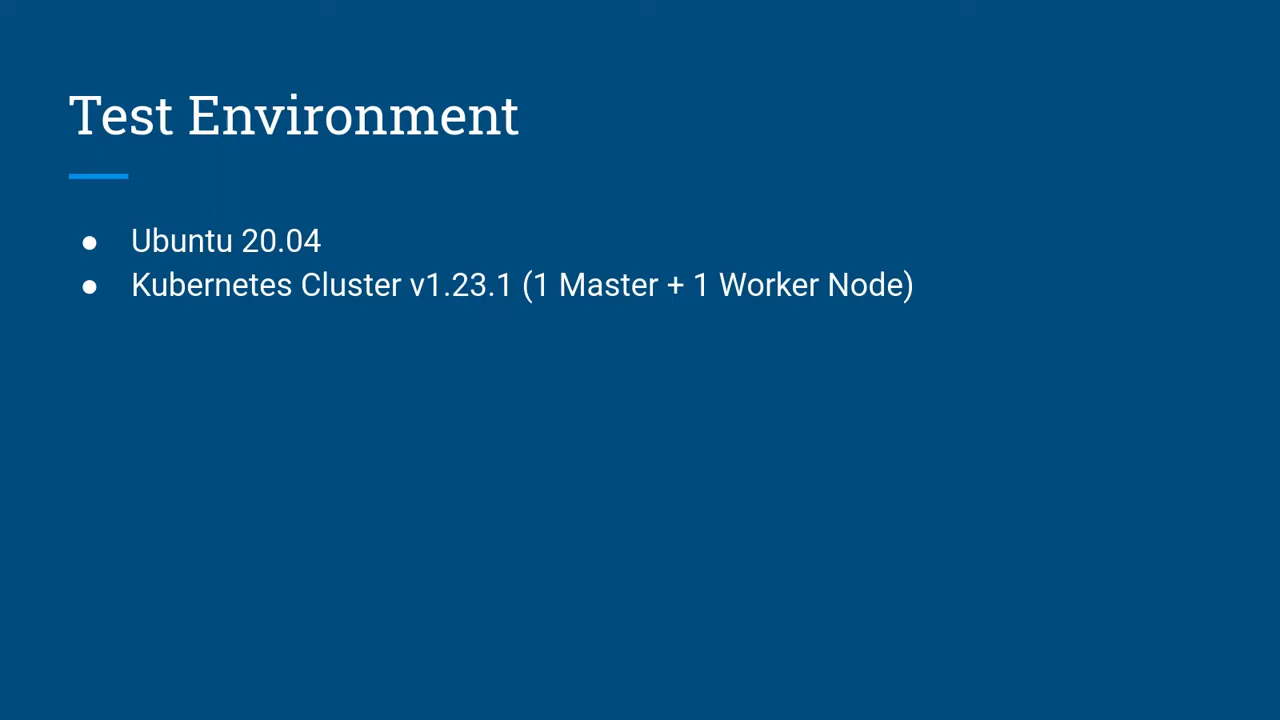 Test Environment
● Ubuntu 20.04
● Kubernetes Cluster v1.23.1 (1 Master + 1 Worker Node)